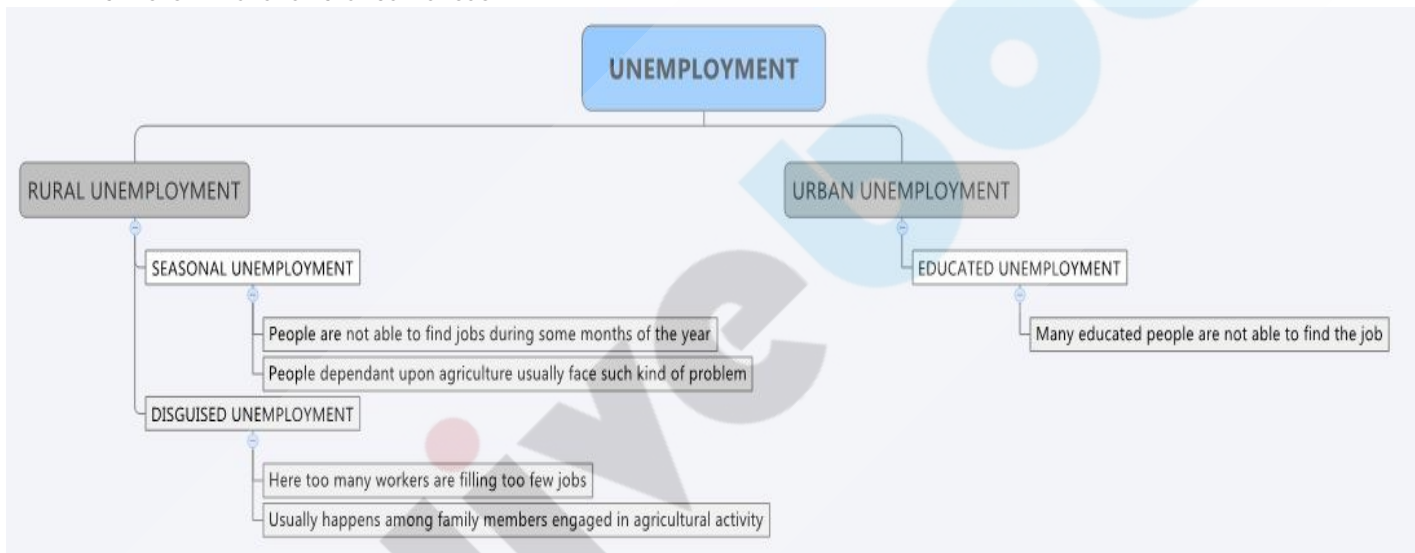 UNEMPLOYMENT
RURAL UNEMPLOYMENT
SEASONAL UNEMPLOYMENT
People are not able to find jobs during some months of the year
People dependant upon agriculture usually face such kind of problem
DISGUISED UNEMPLOYMENT
Here too many workers are filling too few jobs
Usually happens among family members engaged in agricultural activity
URBAN UNEMPLOYMENT
EDUCATED UNEMPLOYMENT
Many educated people are not able to find the job